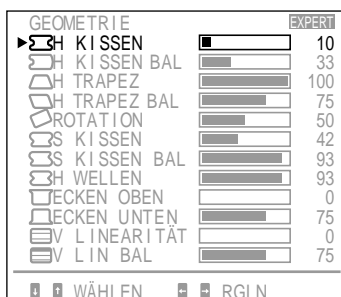 GEOMETRIE EXPERT
H KISSEN 10
H KISSEN BAL 33
H TRAPEZ 100
H TRAPEZ BAL 75
ROTATION 50
S KISSEN 42
S KISSEN BAL 93
H WELLEN 93
ECKEN OBEN 0
ECKEN UNTEN 75
V LINEARITÄT 0
V LIN BAL 75
WÄHLEN RGLN